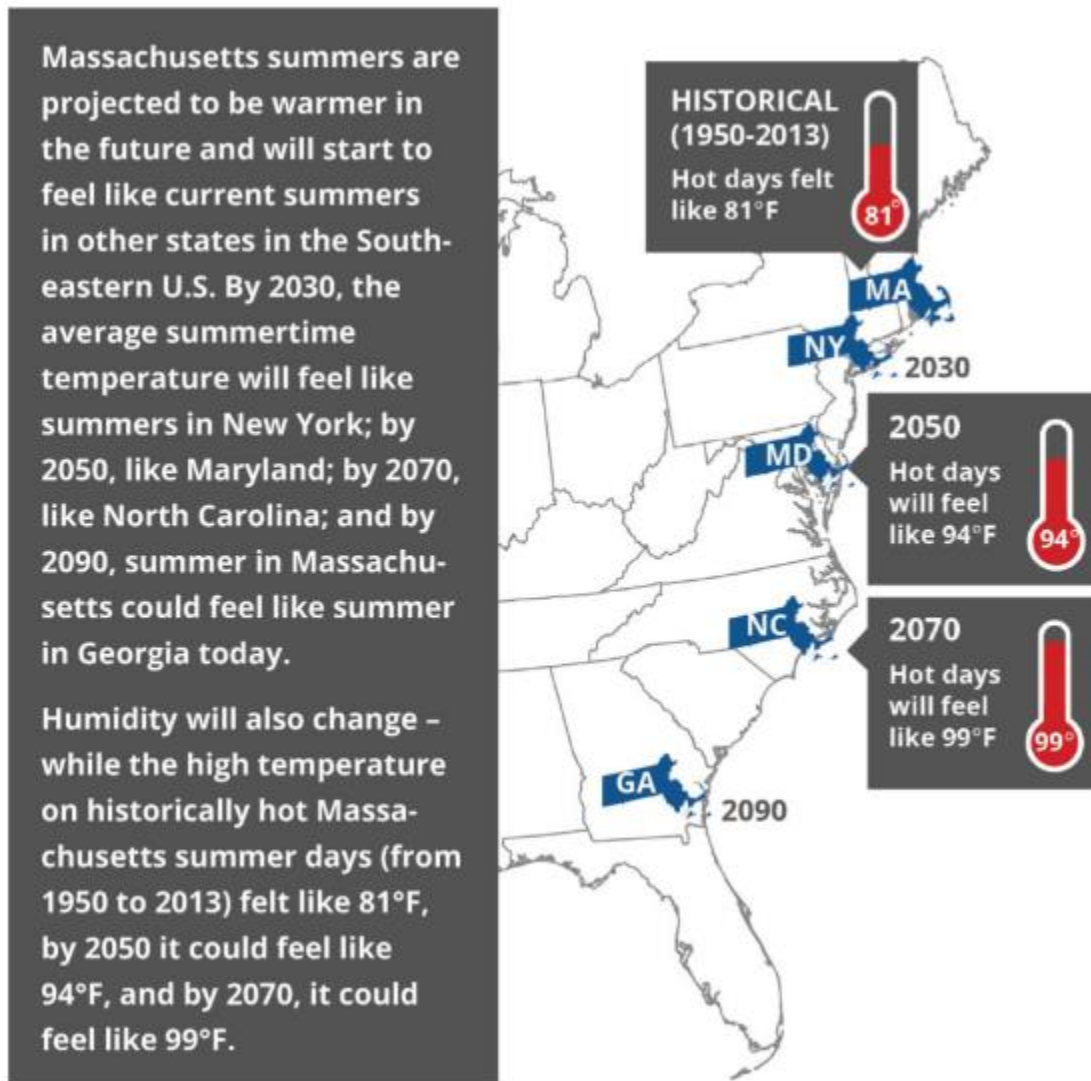 Massachusetts summers are
projected to be warmer in
the future and will start to
feel like current summers
in other states in the South-
eastern U.S. By 2030, the
average summertime
temperature will feel like
summers in New York; by
2050, like Maryland; by 2070,
like North Carolina; and by
2090, summer in Massachu-
setts could feel like summer
in Georgia today.
Humidity will also change –
while the high temperature
on historically hot Massa-
chusetts summer days (from
1950 to 2013) felt like 81°F,
by 2050 it could feel like
94°F, and by 2070, it could
feel like 99°F.
HISTORICAL
(1950-2013)
Hot days felt
like 81°F
81°
MA
NY
2030
MD
2050
Hot days
will feel
like 94°F
94°
NC
2070
Hot days
will feel
like 99°F
99°
GA
2090